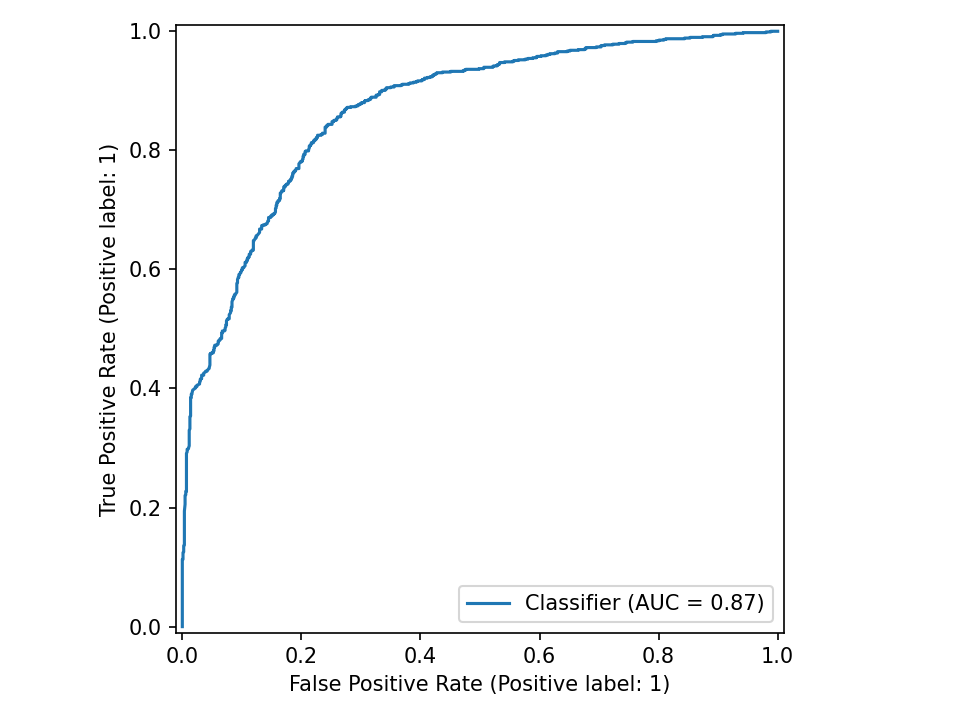 1.0
0.8
0.6
0.4
0.2
0.0
True Positive Rate (Positive label: 1)
Classifier (AUC = 0.87)
0.0 0.2 0.4 0.6 0.8 1.0
False Positive Rate (Positive label: 1)